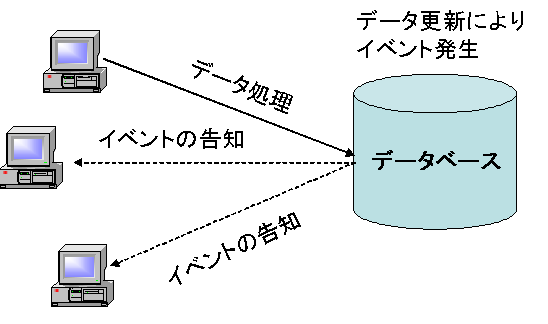 データ更新により
イベント発生
データ処理
イベントの告知
データベース
イベントの告知